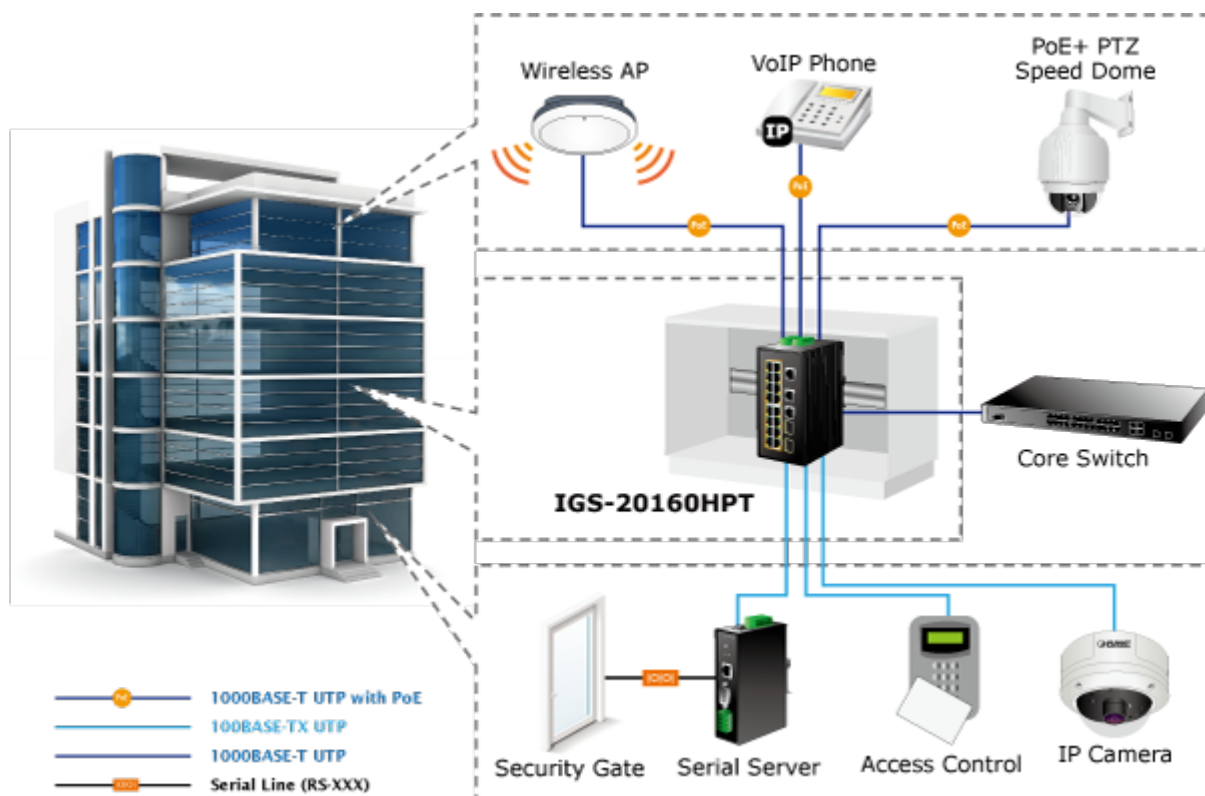 Wireless AP
VoIP Phone
PoE+ PTZ
Speed Dome
IP
PoE
PoE
PoE
IGS-20160HPT
Core Switch
Security Gate
Serial Server
Access Control
IP Camera
PoE
1000BASE-T UTP with PoE
100BASE-TX UTP
1000BASE-T UTP
Serial Line (RS-XXX)